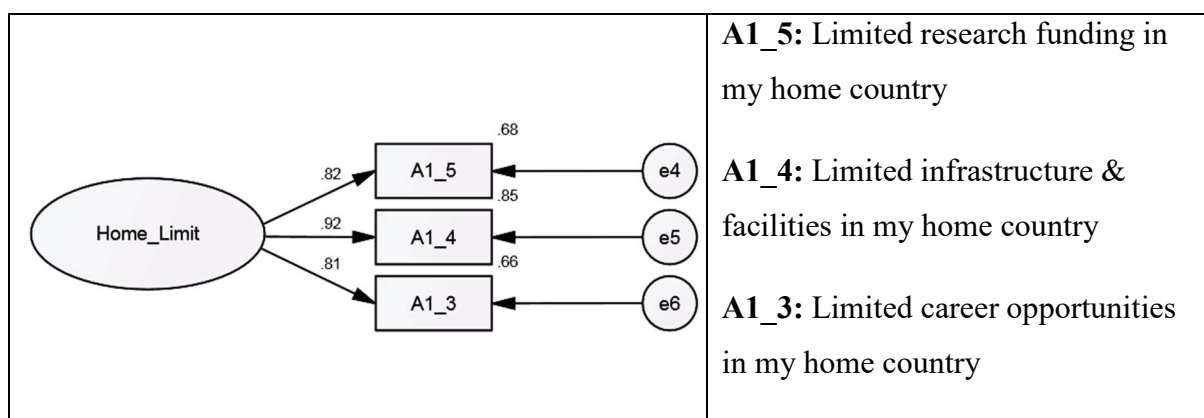 .68
.82
A1_5
e4
.85
Home_Limit
.92
A1_4
e5
.66
.81
A1_3
e6
A1_5: Limited research funding in
my home country
A1_4: Limited infrastructure &
facilities in my home country
A1_3: Limited career opportunities
in my home country